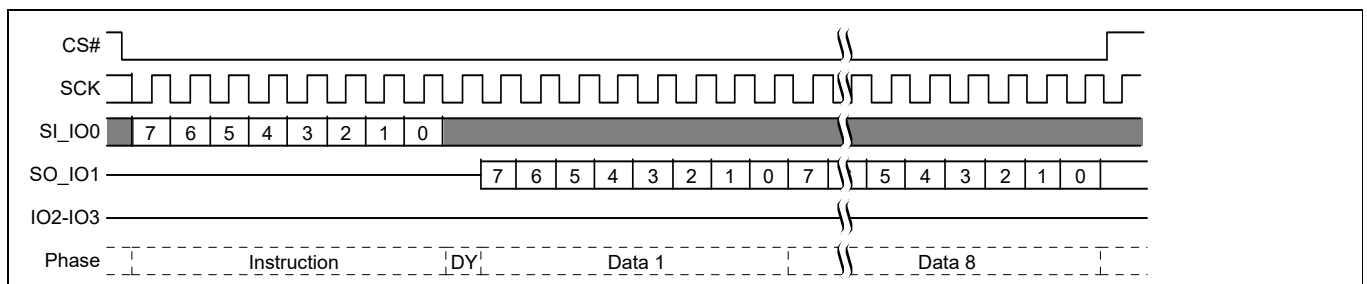 CS#
SCK
SI_IO0 7 6 5 4 3 2 1 0
SO_IO1 7 6 5 4 3 2 1 0 7 5 4 3 2 1 0
IO2-IO3
Phase Instruction DY Data 1 Data 8